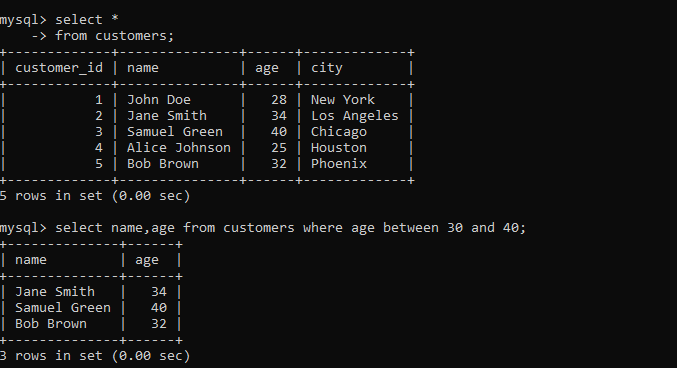 mysql> select *
    -> from customers;
+-------------+---------------+------+-------------+
| customer_id | name          | age  | city        |
+-------------+---------------+------+-------------+
|           1 | John Doe      |   28 | New York    |
|           2 | Jane Smith    |   34 | Los Angeles |
|           3 | Samuel Green  |   40 | Chicago     |
|           4 | Alice Johnson |   25 | Houston     |
|           5 | Bob Brown     |   32 | Phoenix     |
+-------------+---------------+------+-------------+
5 rows in set (0.00 sec)
mysql> select name,age from customers where age between 30 and 40;
+--------------+------+
| name         | age  |
+--------------+------+
| Jane Smith   |   34 |
| Samuel Green |   40 |
| Bob Brown    |   32 |
+--------------+------+
3 rows in set (0.00 sec)